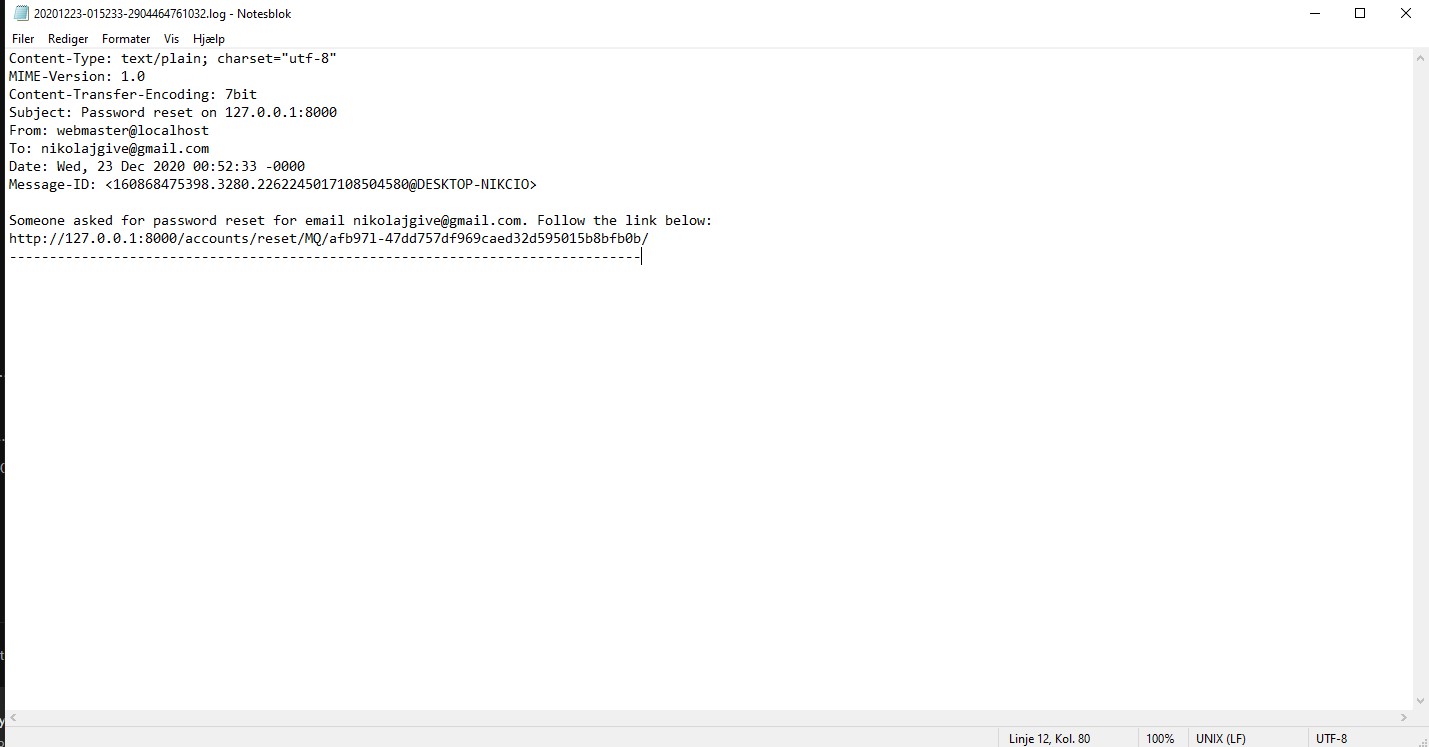 20201223-015233-2904464761032.log - Notesblok
Filer Rediger Formater Vis Hjælp
Content-Type: text/plain; charset="utf-8"
MIME-Version: 1.0
Content-Transfer-Encoding: 7bit
Subject: Password reset on 127.0.0.1:8000
From: webmaster@localhost
To: nikolajgive@gmail.com
Date: Wed, 23 Dec 2020 00:52:33 -0000
Message-ID: <160868475398.3280.2262245017108504580@DESKTOP-NIKCIO>
Someone asked for password reset for email nikolajgive@gmail.com. Follow the link below:
http://127.0.0.1:8000/accounts/reset/MQ/afb97l-47dd757df969caed32d595015b8bfb0b/
-------------------------------------------------------------------------------
Linje 12, Kol. 80 100% UNIX (LF) UTF-8